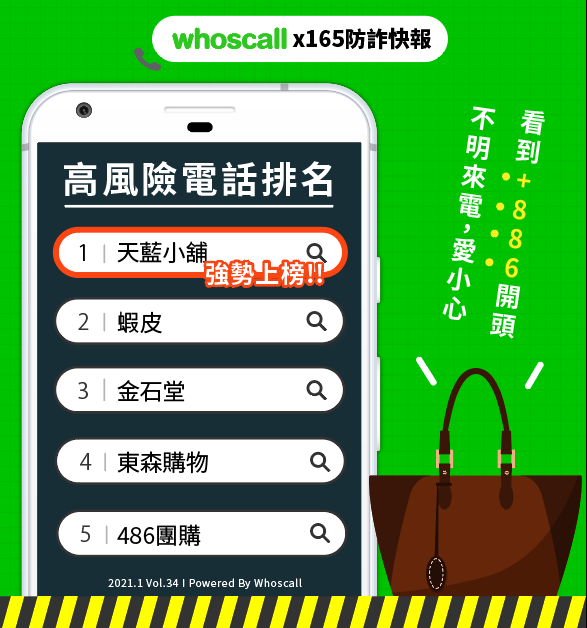 whoscall x165防詐快報
高風險電話排名
1 | 天藍小舖
強勢上榜!!
2 | 蝦皮
3 | 金石堂
4 | 東森購物
5 | 486團購
2021.1 Vol.34 I Powered By Whoscall
看到+886開頭
不明來電，愛小心